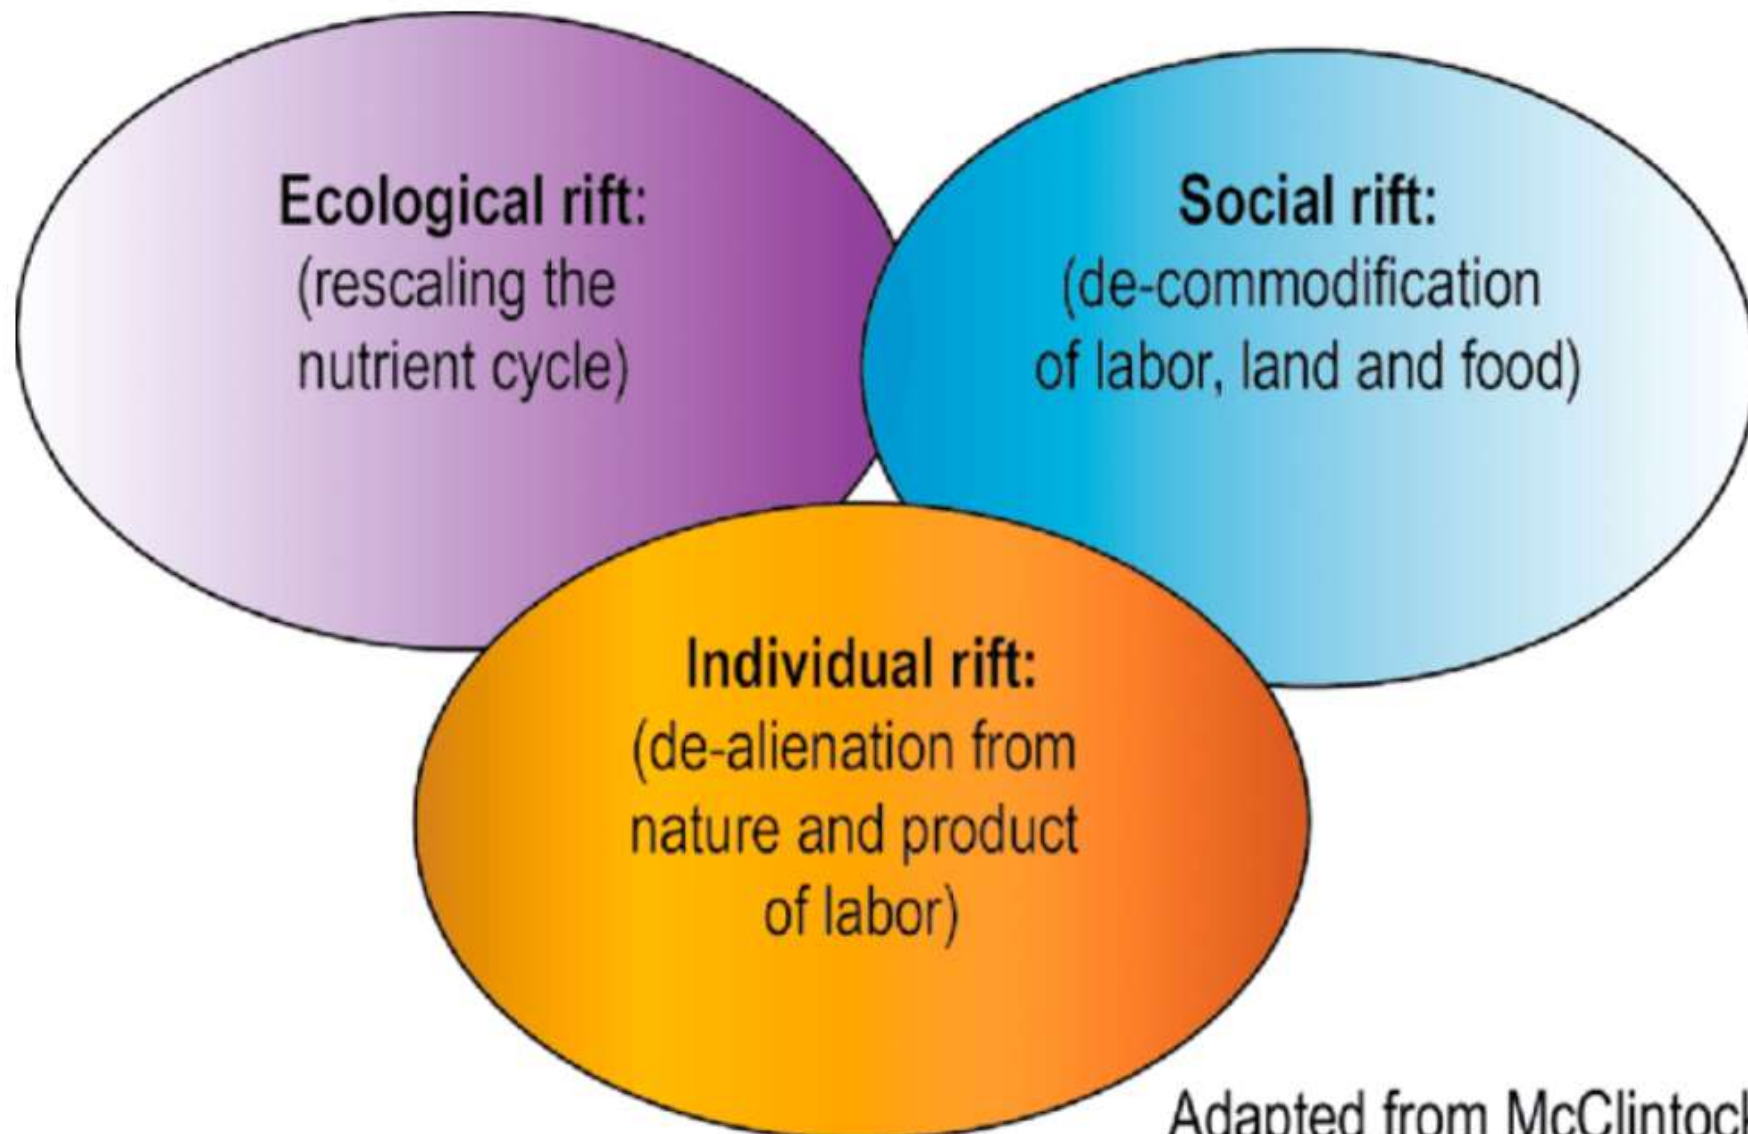 Ecological rift:
(rescaling the
nutrient cycle)
Social rift:
(de-commodification
of labor, land and food)
Individual rift:
(de-alienation from
nature and product
of labor)
Adapted from McClintock